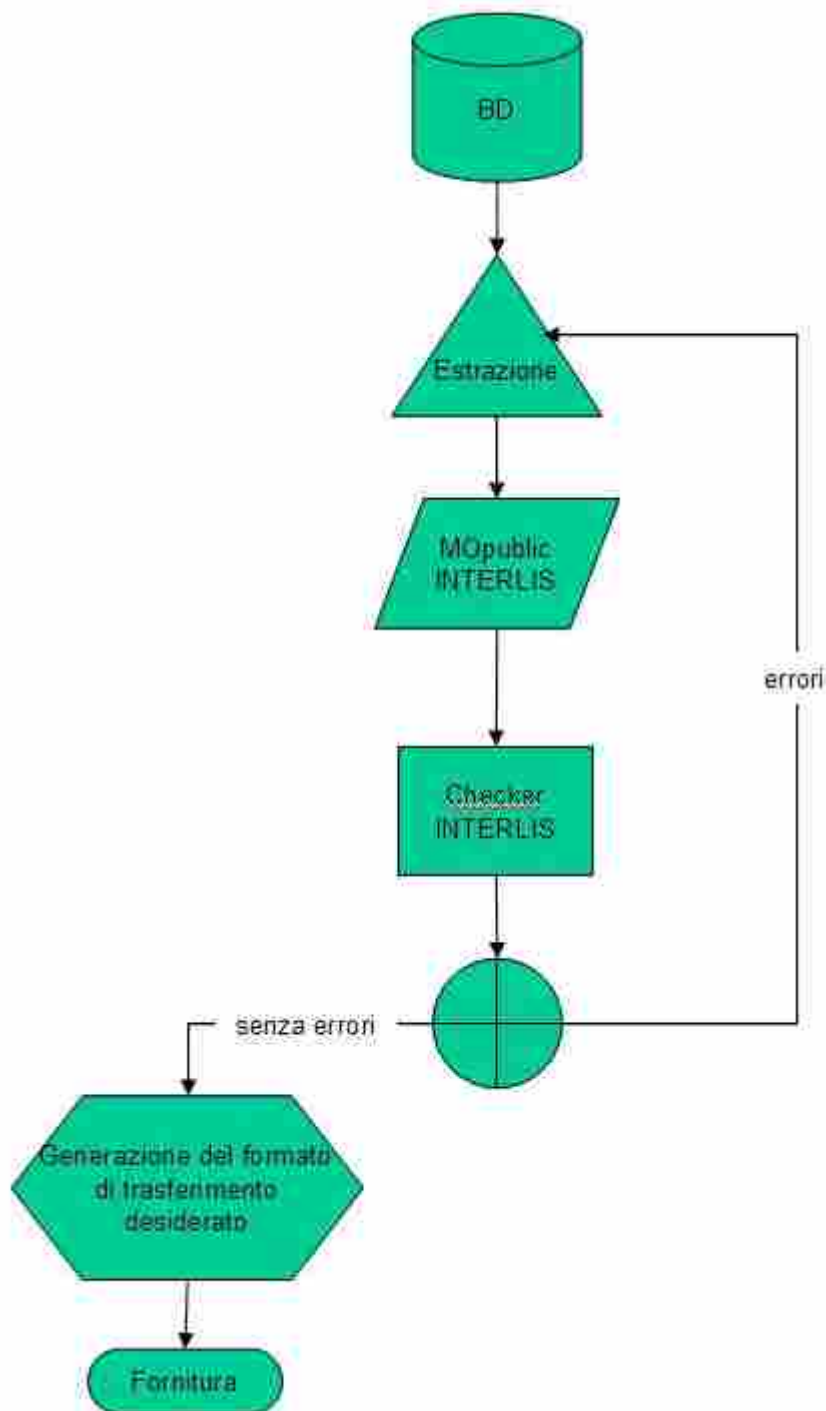 BD
Estrazione
MOpublic
INTERLIS
errori
Checker
INTERLIS
senza errori
Generazione del formato
di trasferimento
desiderato
Fornitura